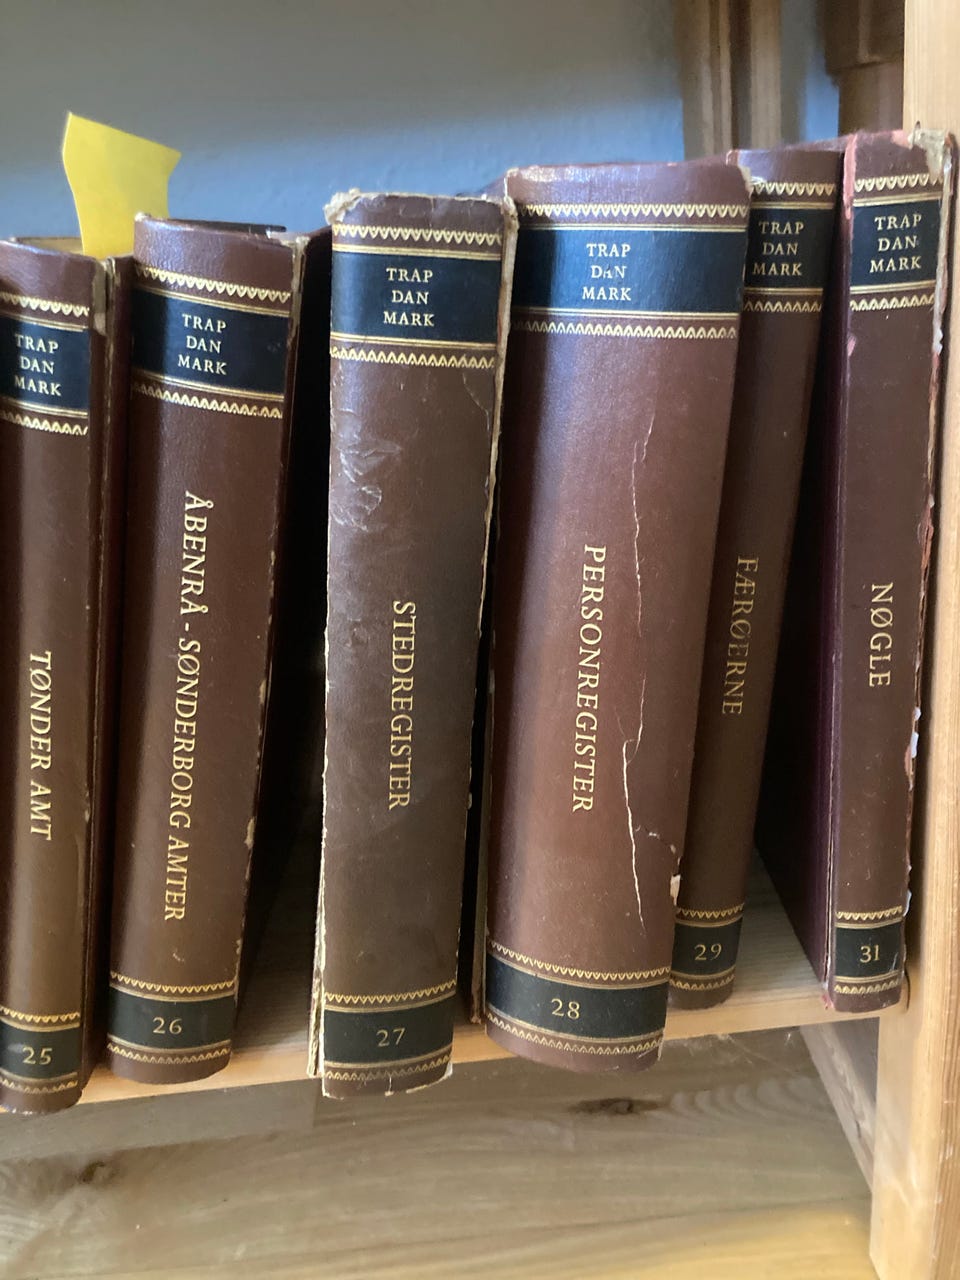 TRAP
DAN
MARK
TØNDER AMT
25
TRAP
DAN
MARK
ÅBENRÅ - SØNDERBORG AMTER
26
TRAP
DAN
MARK
STEDREGISTER
27
TRAP
DAN
MARK
PERSONREGISTER
28
TRAP
DAN
MARK
FÆRØERNE
29
TRAP
DAN
MARK
NØGLE
31